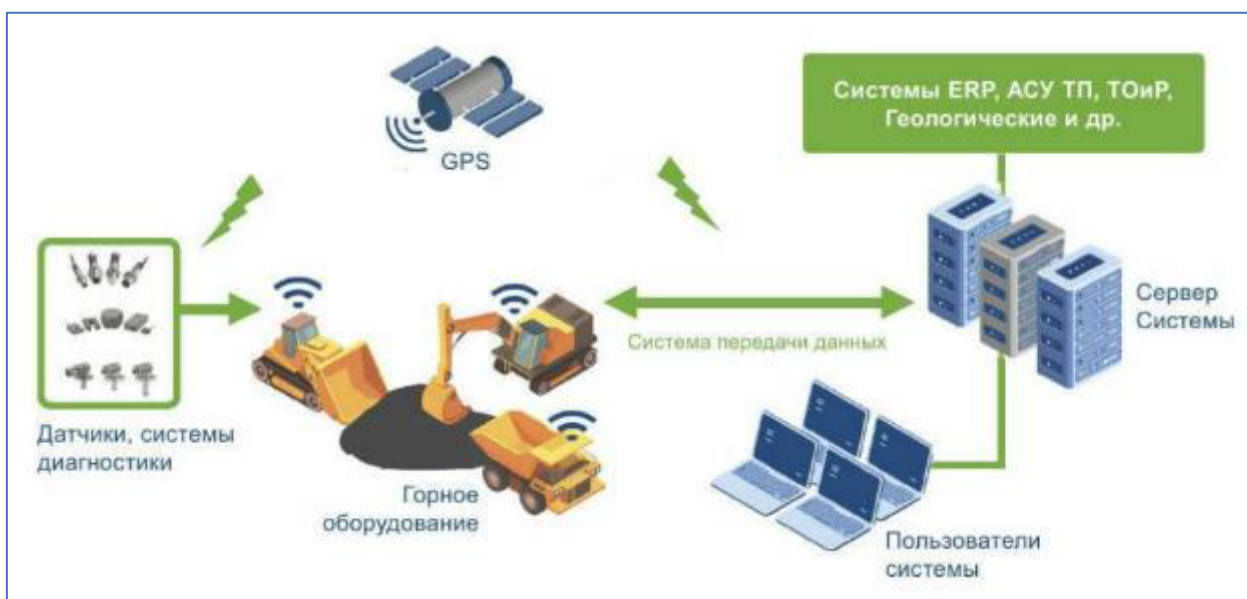 Системы ERP, АСУ ТП, ТОиР,
Геологические и др.
GPS
Сервер
Системы
Система передачи данных
Датчики, системы
диагностики
Горное
оборудование
Пользователи
системы